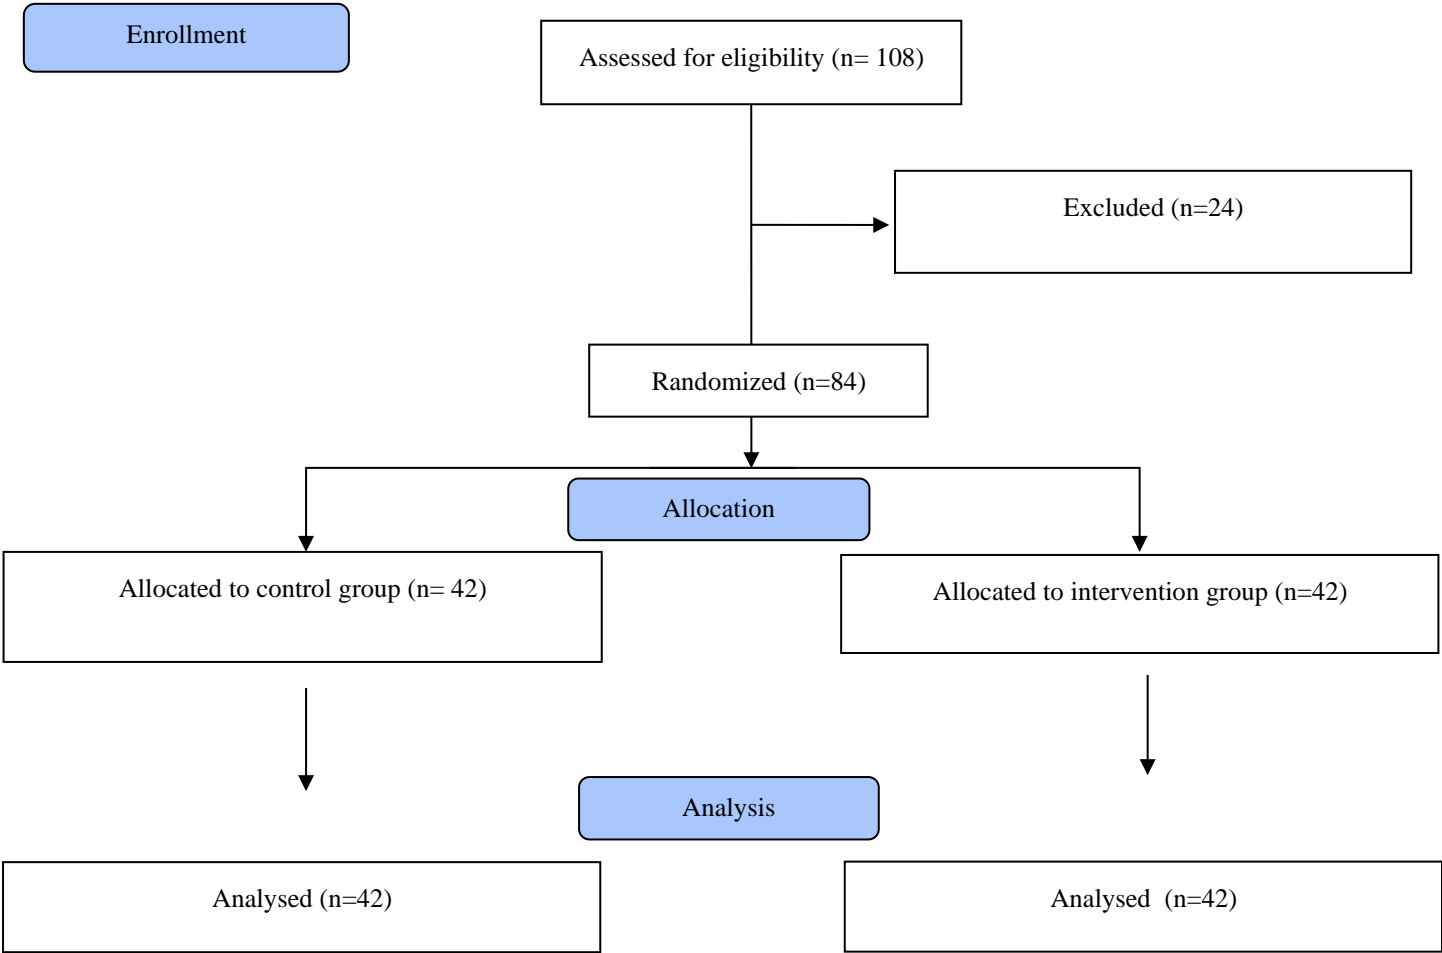 Enrollment
Assessed for eligibility (n= 108)
Excluded (n=24)
Randomized (n=84)
Allocation
Allocated to control group (n= 42)
Allocated to intervention group (n=42)
Analysis
Analysed (n=42)
Analysed  (n=42)